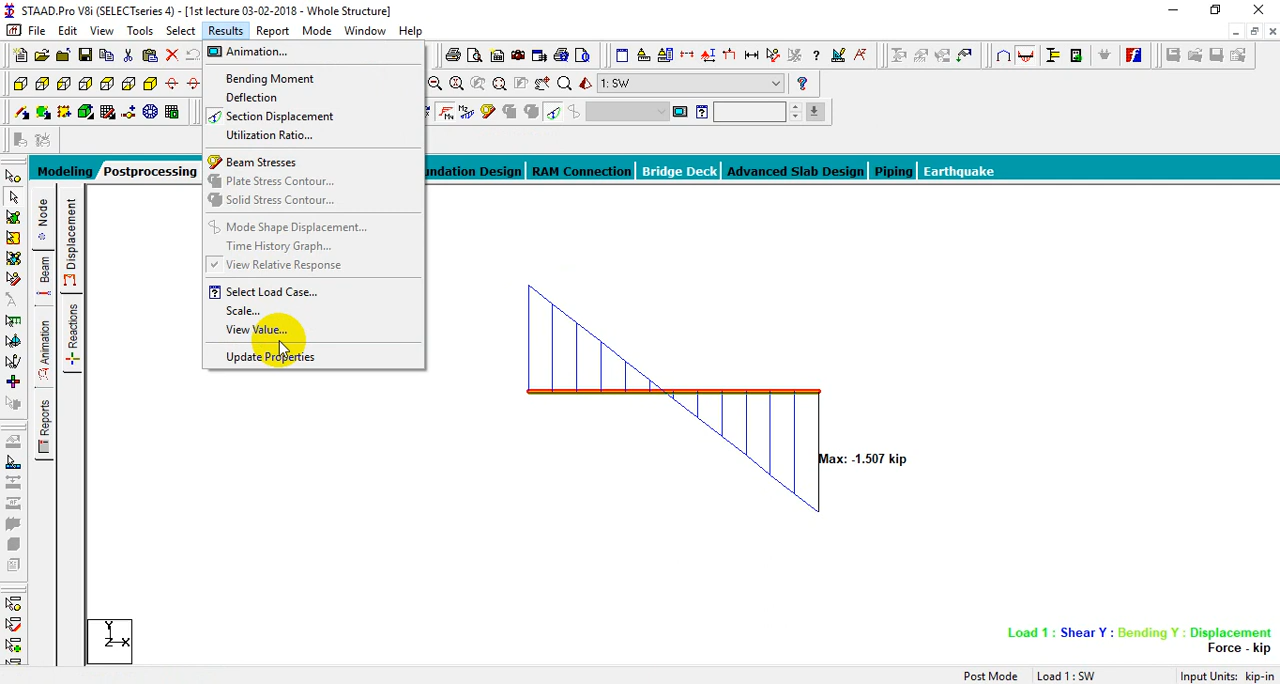 STAAD.Pro V8i (SELECTseries 4) - [1st lecture 03-02-2018 - Whole Structure]
File Edit View Tools Select Results Report Mode Window Help
Animation...
Bending Moment
Deflection
Section Displacement
Utilization Ratio...
Beam Stresses
Plate Stress Contour...
Solid Stress Contour...
Mode Shape Displacement...
Time History Graph...
View Relative Response
Select Load Case...
Scale...
View Value...
Update Properties
1: SW
Modeling Postprocessing undation Design RAM Connection Bridge Deck Advanced Slab Design Piping Earthquake
Node
Beam
Animation
Reports
Displacement
Reactions
Max: -1.507 kip
Y
Z X
Load 1 : Shear Y : Bending Y : Displacement
Force - kip
Post Mode Load 1 : SW Input Units: kip-in